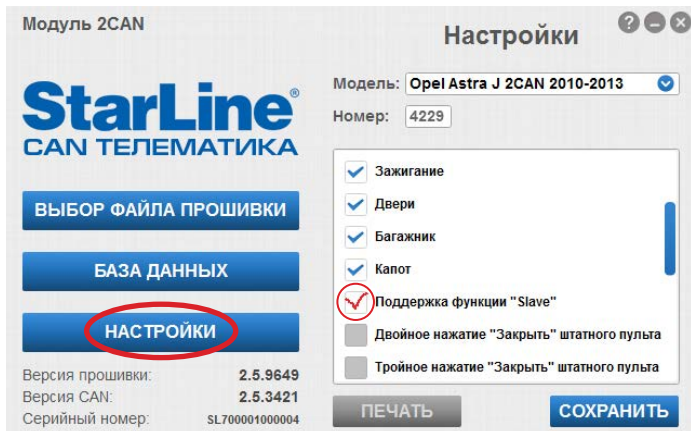 Модуль 2CAN
StarLine®
CAN ТЕЛЕМАТИКА
ВЫБОР ФАЙЛА ПРОШИВКИ
БАЗА ДАННЫХ
НАСТРОЙКИ
Версия прошивки: 2.5.9649
Версия CAN: 2.5.3421
Серийный номер: SL700001000004
Настройки
?
Модель: Opel Astra J 2CAN 2010-2013
Номер: 4229
Зажигание
Двери
Багажник
Капот
Поддержка функции "Slave"
Двойное нажатие "Закрыть" штатного пульта
Тройное нажатие "Закрыть" штатного пульта
ПЕЧАТЬ
СОХРАНИТЬ